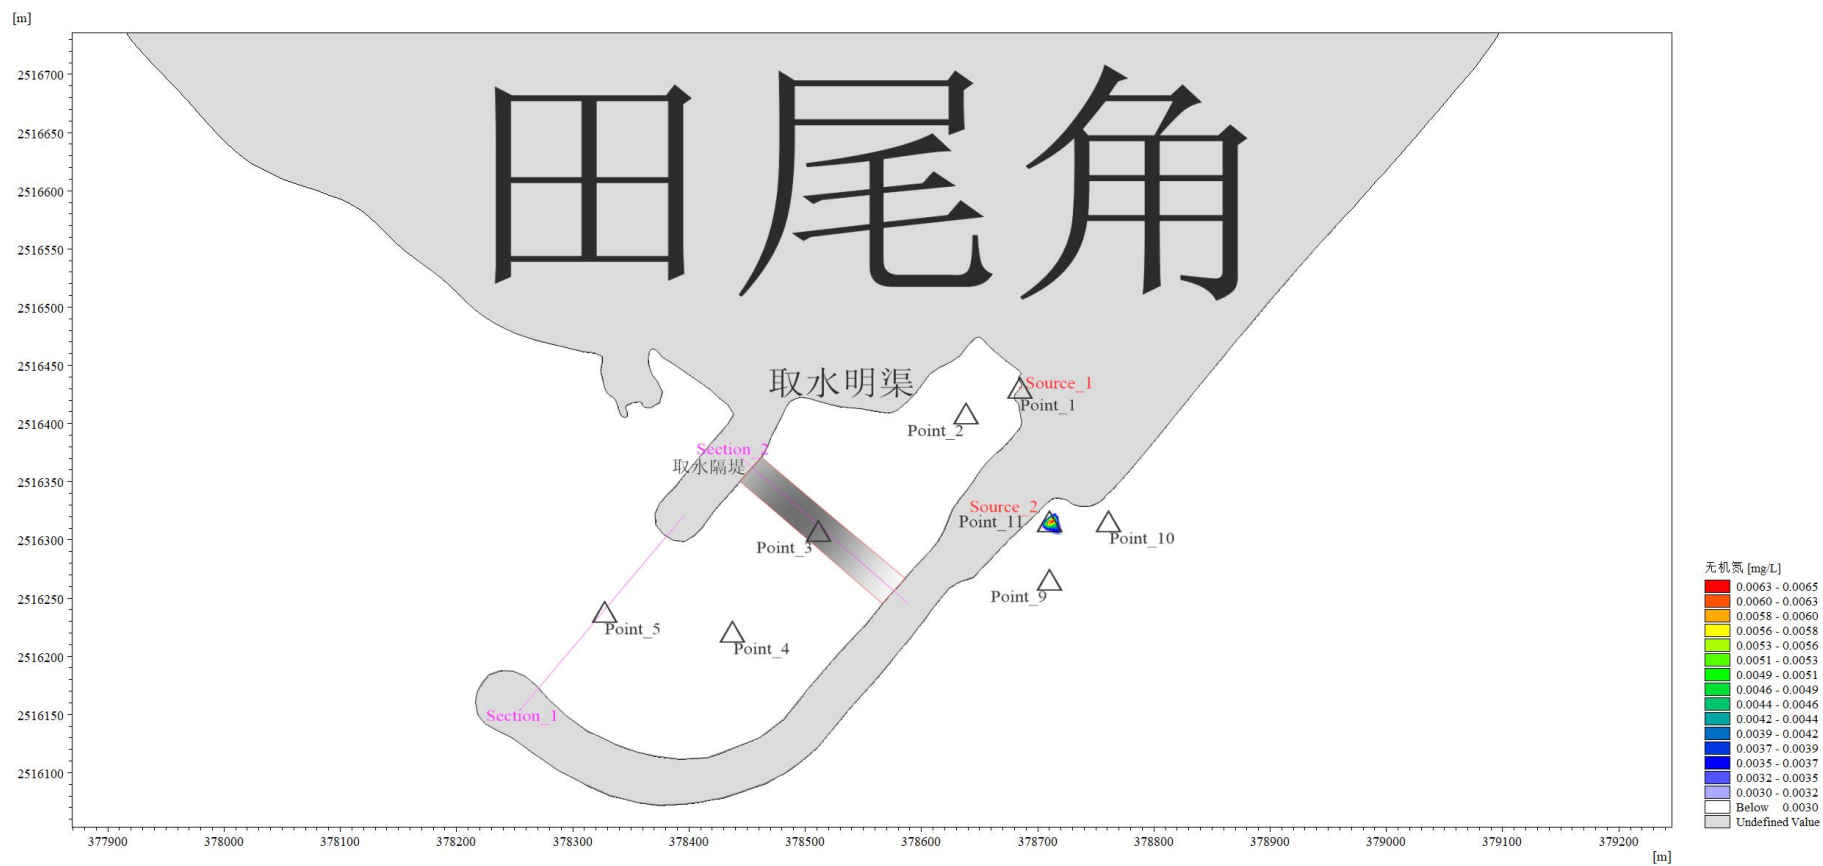 [m]
2516700
2516650
2516600
2516550
2516500
2516450
2516400
2516350
2516300
2516250
2516200
2516150
2516100
田尾角
取水明渠
Source_1
Point_1
Point_2
Section_2
取水隔堤
Source_2
Point_11
Point_10
Point_3
Point_9
Point_5
Point_4
Section_1
377900 378000 378100 378200 378300 378400 378500 378600 378700 378800 378900 379000 379100 379200
[m]
无机氮 [mg/L]
0.0063 - 0.0065
0.0060 - 0.0063
0.0058 - 0.0060
0.0056 - 0.0058
0.0053 - 0.0056
0.0051 - 0.0053
0.0049 - 0.0051
0.0046 - 0.0049
0.0044 - 0.0046
0.0042 - 0.0044
0.0039 - 0.0042
0.0037 - 0.0039
0.0035 - 0.0037
0.0032 - 0.0035
0.0030 - 0.0032
Below 0.0030
Undefined Value